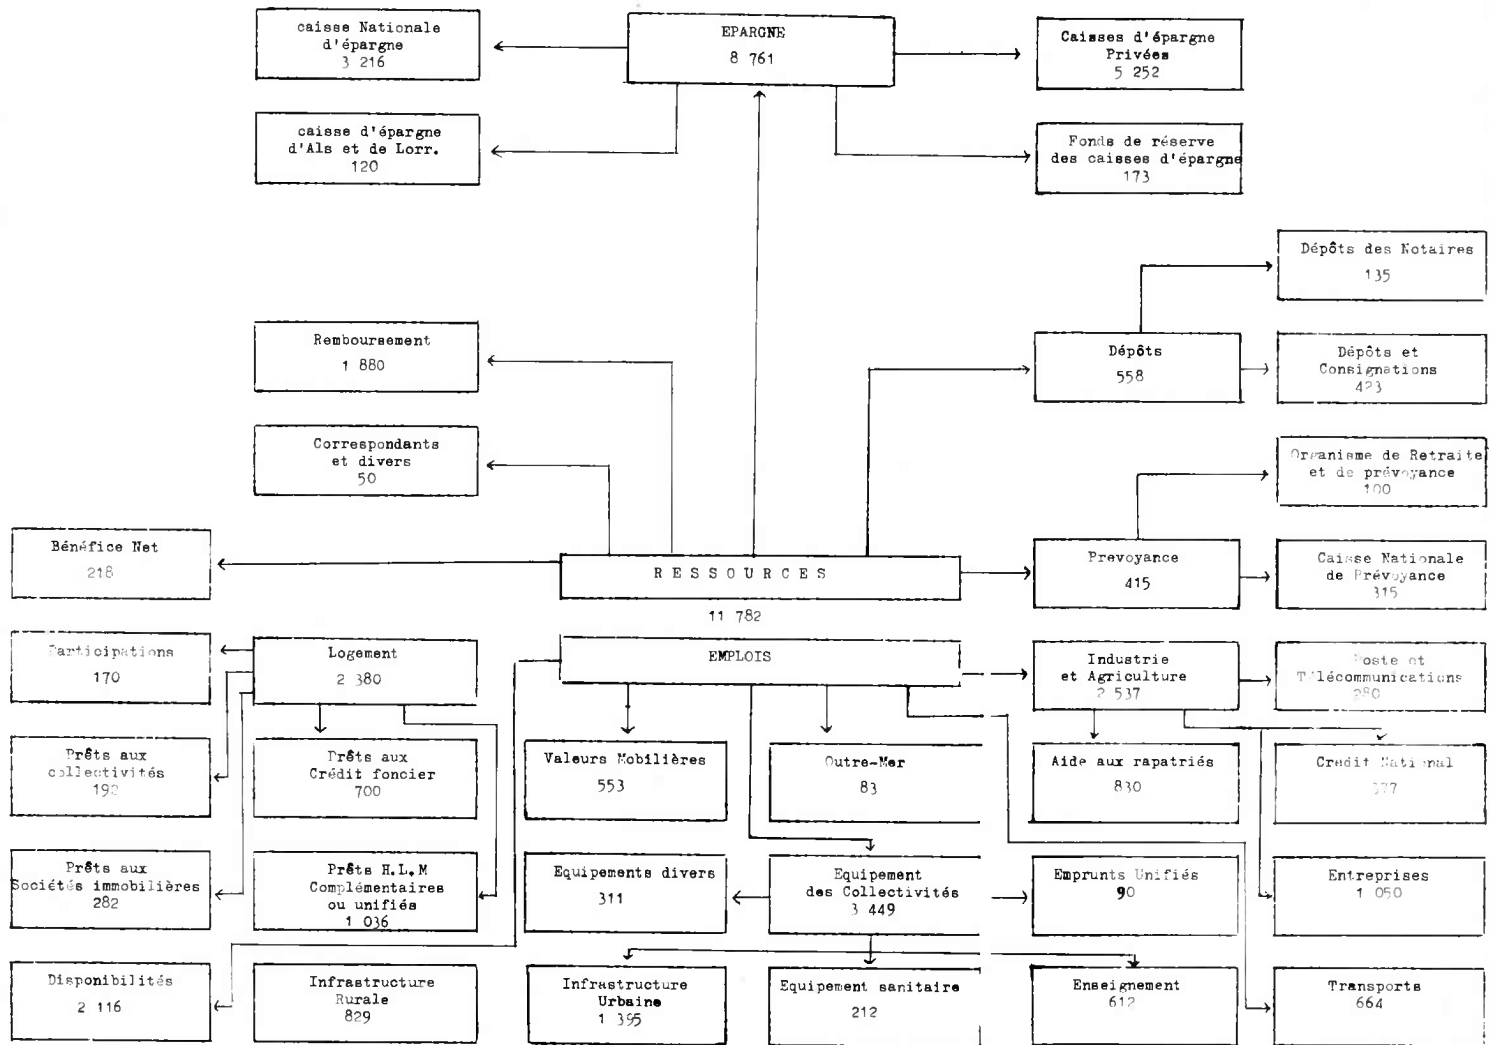 caisse Nationale
d'épargne
3 216
EPARGNE
8 761
Caisses d'épargne
Privées
5 252
caisse d'épargne
d'Als et de Lorr.
120
Fonds de réserve
des caisses d'épargne
173
Dépôts des Notaires
135
Remboursement
1 880
Dépôts
558
Dépôts et
Consignations
423
Correspondants
et divers
50
Organisme de Retraite
et de prévoyance
100
Bénéfice Net
218
RESSOURCES
11 782
Prevoyance
415
Caisse Nationale
de Prévoyance
315
Participations
170
Logement
2 380
EMPLOIS
Industrie
et Agriculture
2 537
Poste et
Télécommunications
280
Prêts aux
collectivités
192
Prêts aux
Crédit foncier
700
Valeurs Mobilières
553
Outre-Mer
83
Aide aux rapatriés
830
Credit National
377
Prêts aux
Sociétés immobilières
282
Prêts H.L.M
Complémentaires
ou unifiés
1 036
Equipements divers
311
Equipement
des Collectivités
3 449
Emprunts Unifiés
90
Entreprises
1 050
Disponibilités
2 116
Infrastructure
Rurale
829
Infrastructure
Urbaine
1 395
Equipement sanitaire
212
Enseignement
612
Transports
664